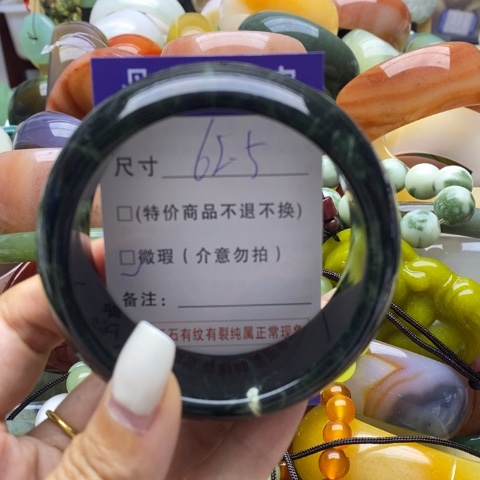 尺寸 62.5
□(特价商品不退不换)
□微瑕(介意勿拍)
备注:
石有纹有裂纯属正常现象